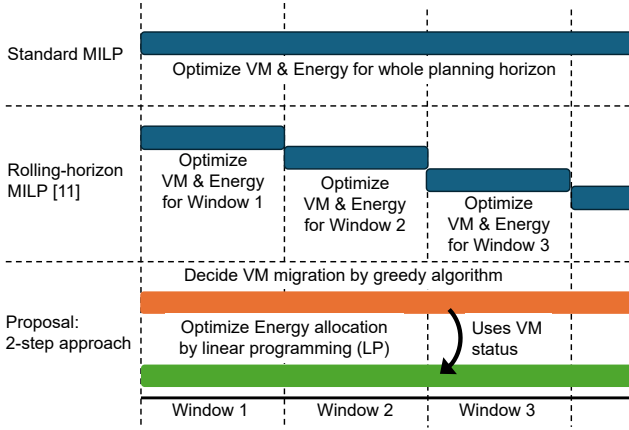 Standard MILP
Optimize VM & Energy for whole planning horizon
Rolling-horizon
MILP [11]
Optimize
VM & Energy
for Window 1
Optimize
VM & Energy
for Window 2
Optimize
VM & Energy
for Window 3
Decide VM migration by greedy algorithm
Proposal:
2-step approach
Optimize Energy allocation
by linear programming (LP)
Uses VM
status
Window 1
Window 2
Window 3